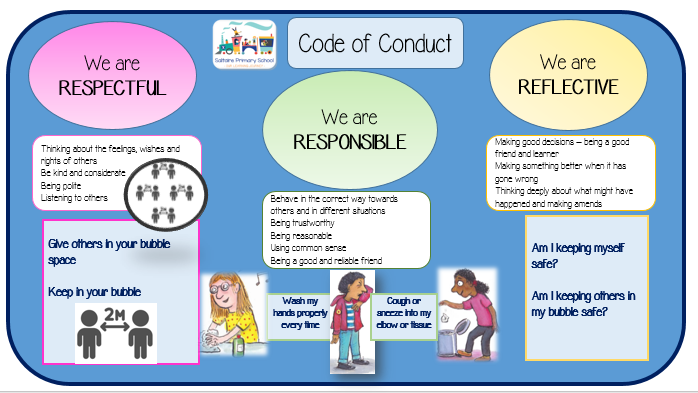 Code of Conduct
Saltaire Primary School
We are
RESPECTFUL
Thinking about the feelings, wishes and
rights of others
Be kind and considerate
Being polite
Listening to others
Give others in your bubble
space
Keep in your bubble
2M
We are
RESPONSIBLE
Behave in the correct way towards
others and in different situations
Being trustworthy
Being reasonable
Using common sense
Being a good and reliable friend
Wash my
hands properly
every time
Cough or
sneeze into my
elbow or tissue
We are
REFLECTIVE
Making good decisions – being a good
friend and learner
Making something better when it has
gone wrong
Thinking deeply about what might have
happened and making amends
Am I keeping myself
safe?
Am I keeping others in
my bubble safe?